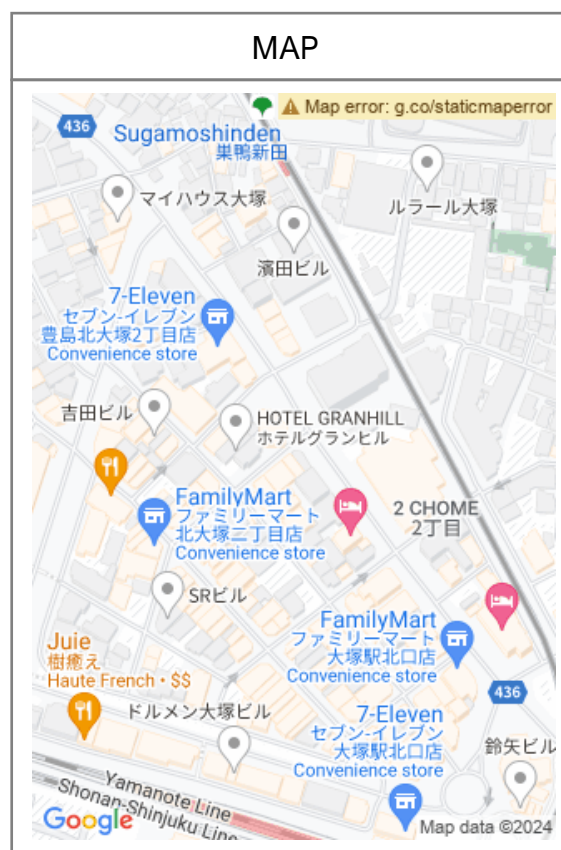 MAP
Map error: g.co/staticmaperror
436
Sugamoshinden
巣鴨新田
マイハウス大塚
ルラール大塚
濱田ビル
7-Eleven
セブン-イレブン
豊島北大塚2丁目店
Convenience store
吉田ビル
HOTEL GRANHILL
ホテルグランヒル
FamilyMart
ファミリーマート
北大塚二丁目店
Convenience store
2 CHOME
2丁目
SRビル
FamilyMart
ファミリーマート
大塚駅北口店
Convenience store
Juie
樹癒え
Haute French • $$
436
ドルメン大塚ビル
7-Eleven
セブン-イレブン
大塚駅北口店
Convenience store
鈴矢ビル
Yamanote Line
Shonan-Shinjuku Line
Google
Map data ©2024